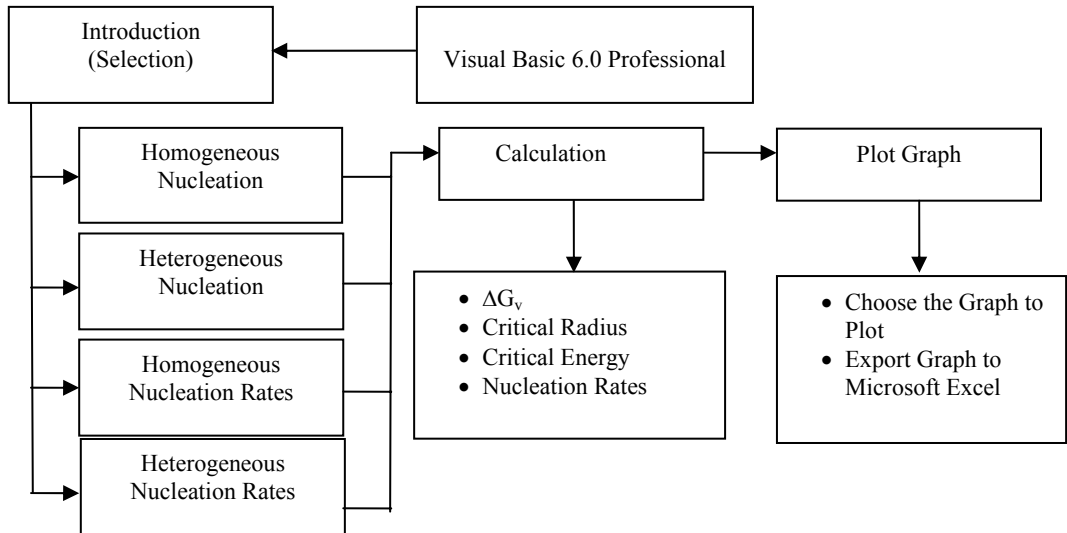 Introduction
(Selection)
Visual Basic 6.0 Professional
Homogeneous
Nucleation
Calculation
Plot Graph
Heterogeneous
Nucleation
• ΔGv
• Critical Radius
• Critical Energy
• Nucleation Rates
• Choose the Graph to
Plot
• Export Graph to
Microsoft Excel
Homogeneous
Nucleation Rates
Heterogeneous
Nucleation Rates